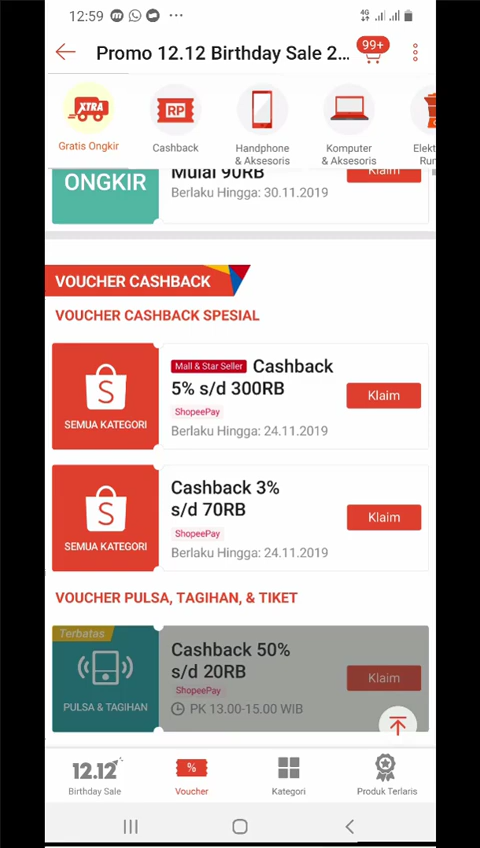 12:59
4G
Promo 12.12 Birthday Sale 2...
99+
XTRA
RP
Gratis Ongkir
Cashback
Handphone
& Aksesoris
Komputer
& Aksesoris
Elekt
Rum
ONGKIR
Mulai 90RB
Klaim
Berlaku Hingga: 30.11.2019
VOUCHER CASHBACK
VOUCHER CASHBACK SPESIAL
S
SEMUA KATEGORI
Mall & Star Seller Cashback
5% s/d 300RB
ShopeePay
Berlaku Hingga: 24.11.2019
Klaim
S
SEMUA KATEGORI
Cashback 3%
s/d 70RB
ShopeePay
Berlaku Hingga: 24.11.2019
Klaim
VOUCHER PULSA, TAGIHAN, & TIKET
Terbatas
PULSA & TAGIHAN
Cashback 50%
s/d 20RB
ShopeePay
PK 13.00-15.00 WIB
Klaim
12.12
Birthday Sale
%
Voucher
Kategori
Produk Terlaris